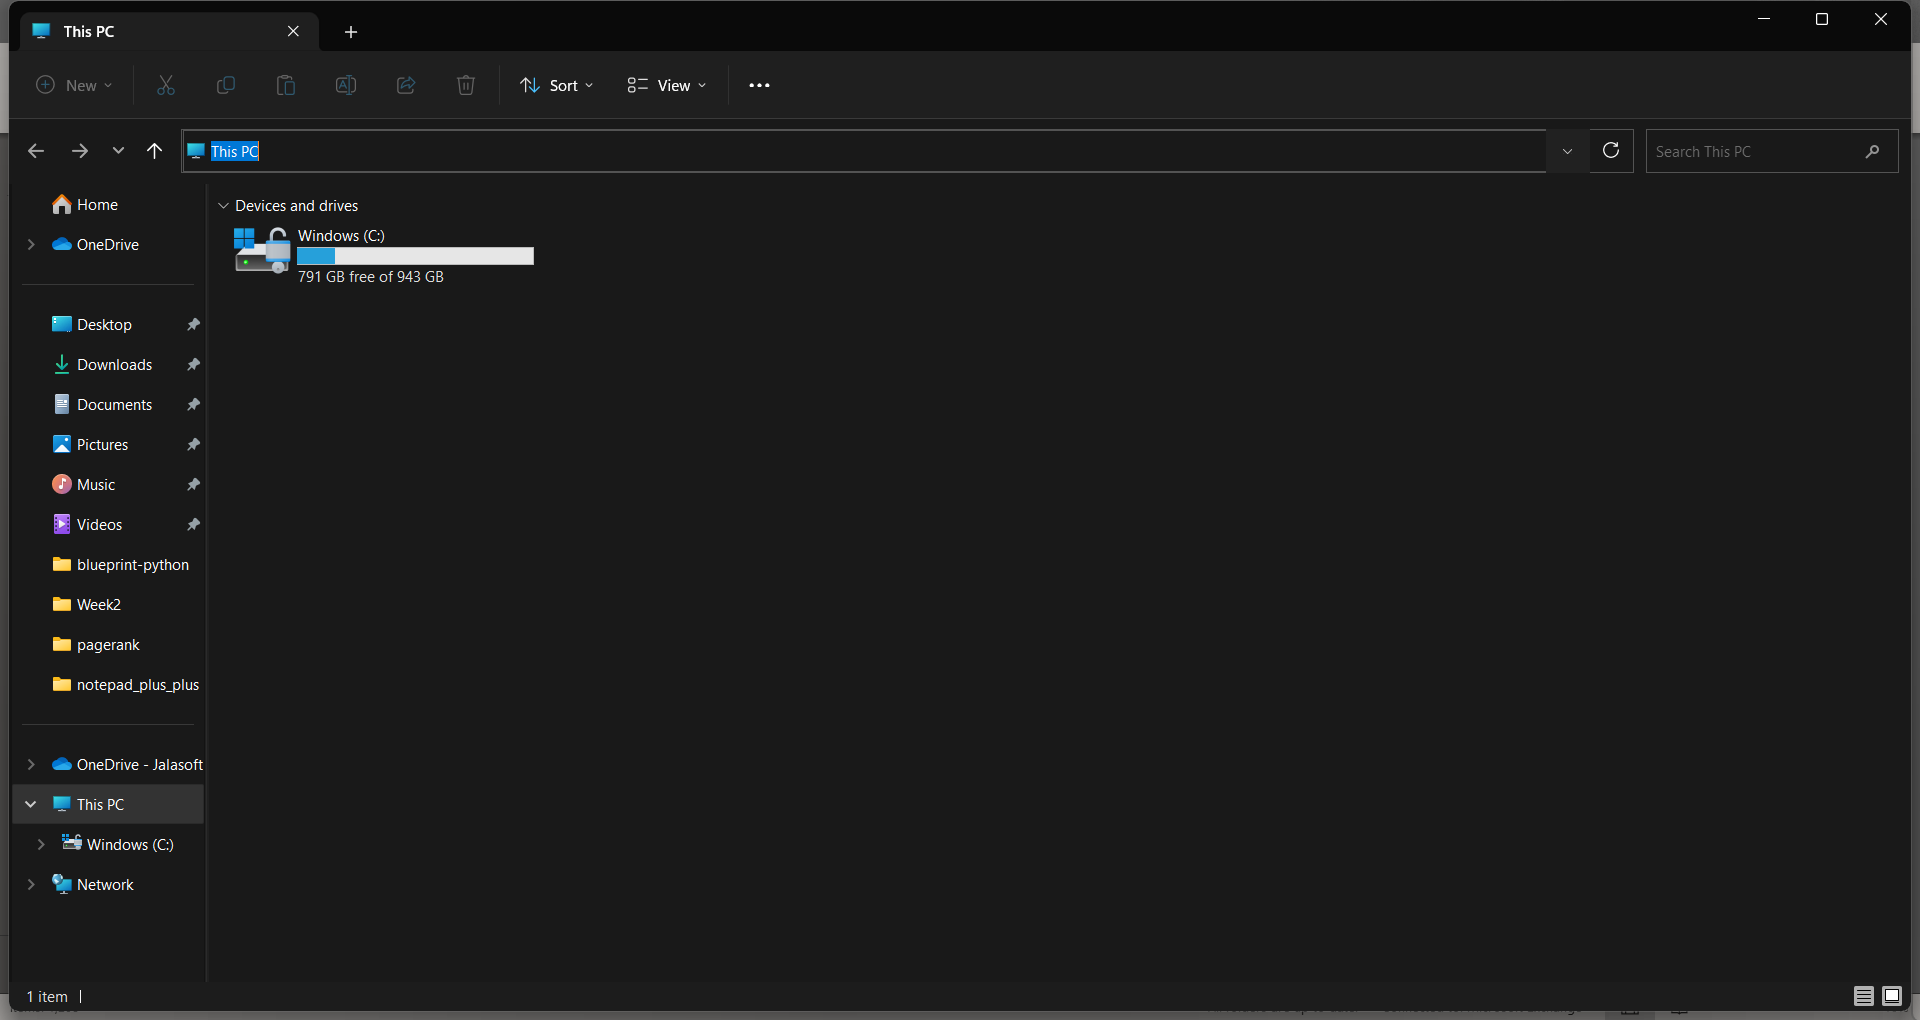 This PC
New
Sort
View
This PC
Search This PC
Home
OneDrive
Desktop
Downloads
Documents
Pictures
Music
Videos
blueprint-python
Week2
pagerank
notepad_plus_plus
OneDrive - Jalasoft
This PC
Windows (C:)
Network
Devices and drives
Windows (C:)
791 GB free of 943 GB
1 item